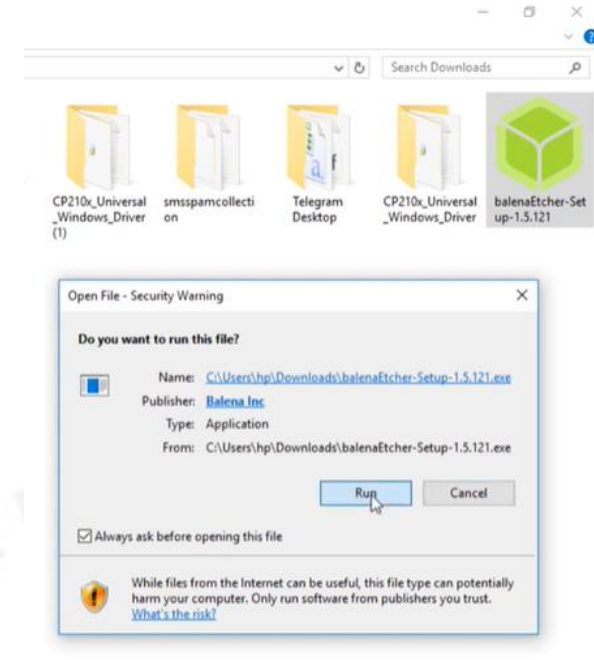 Search Downloads
CP210x_Universal
_Windows_Driver
(1)
smsspamcollecti
on
Telegram
Desktop
CP210x_Universal
_Windows_Driver
balenaEtcher-Set
up-1.5.121
Open File - Security Warning
Do you want to run this file?
Name: C:\Users\hp\Downloads\balenaEtcher-Setup-1.5.121.exe
Publisher: Balena Inc
Type: Application
From: C:\Users\hp\Downloads\balenaEtcher-Setup-1.5.121.exe
Run Cancel
Always ask before opening this file
While files from the Internet can be useful, this file type can potentially
harm your computer. Only run software from publishers you trust.
What's the risk?